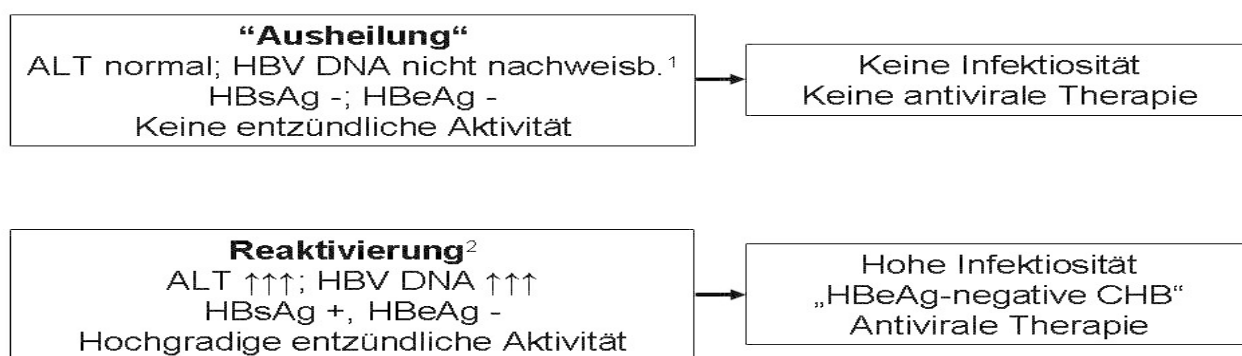 “Ausheilung“
ALT normal; HBV DNA nicht nachweisb.¹
HBsAg -; HBeAg -
Keine entzündliche Aktivität
Keine Infektiosität
Keine antivirale Therapie
Reaktivierung²
ALT ↑↑↑; HBV DNA ↑↑↑
HBsAg +, HBeAg -
Hochgradige entzündliche Aktivität
Hohe Infektiosität
„HBeAg-negative CHB“
Antivirale Therapie